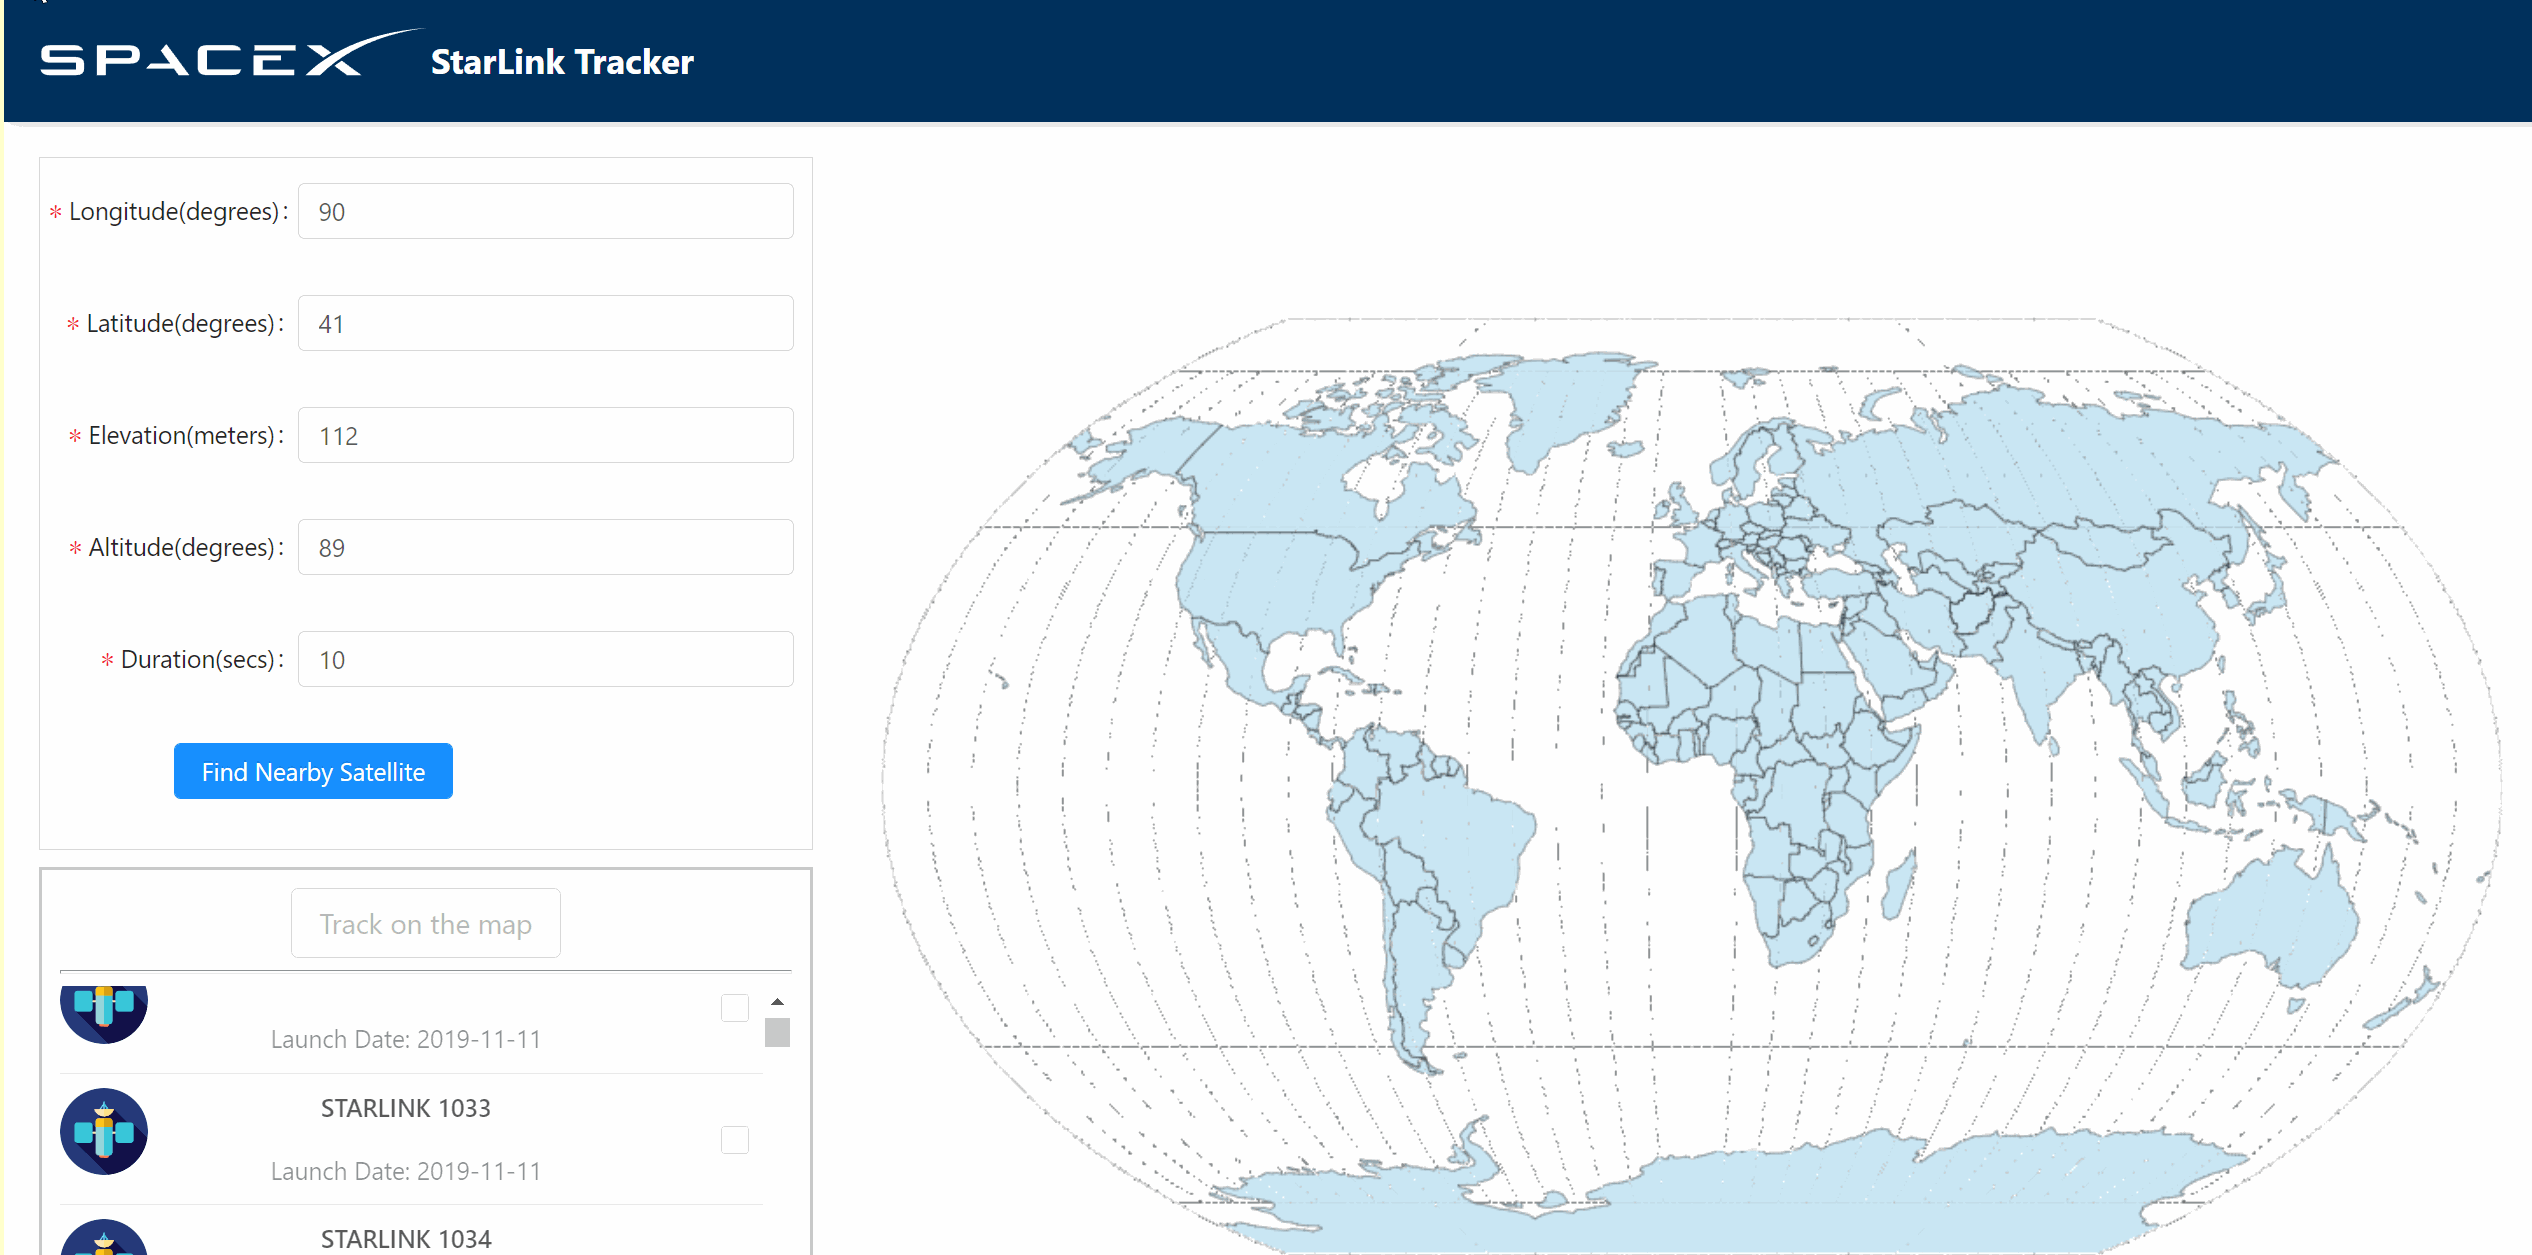 SPACEX StarLink Tracker
* Longitude(degrees): 90
* Latitude(degrees): 41
* Elevation(meters): 112
* Altitude(degrees): 89
* Duration(secs): 10
Find Nearby Satellite
Track on the map
Launch Date: 2019-11-11
STARLINK 1033
Launch Date: 2019-11-11
STARLINK 1034